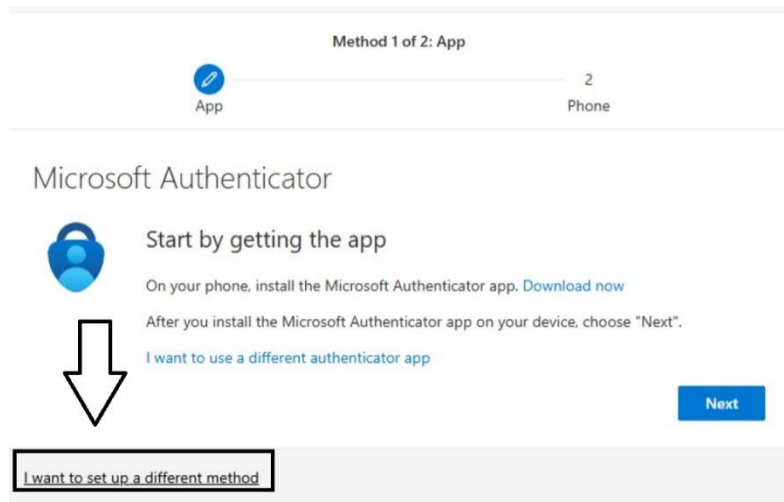 Method 1 of 2: App
2
App
Phone
Microsoft Authenticator
Start by getting the app
On your phone, install the Microsoft Authenticator app. Download now
After you install the Microsoft Authenticator app on your device, choose "Next".
I want to use a different authenticator app
Next
I want to set up a different method